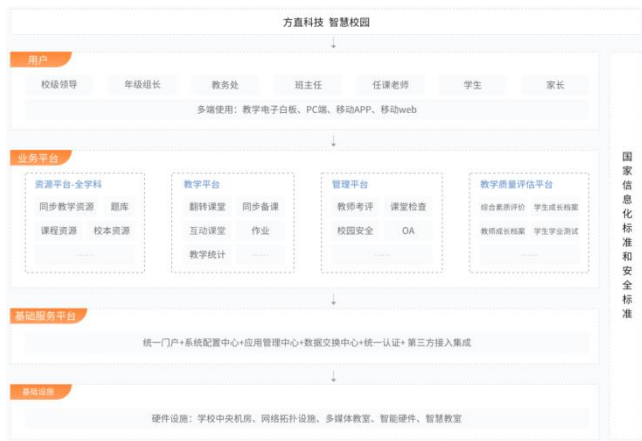 方直科技 智慧校园
用户
校级领导 年级组长 教务处 班主任 任课老师 学生 家长
多端使用：教学电子白板、PC端、移动APP、移动web
业务平台
资源平台-全学科
同步教学资源 题库
课程资源 校本资源
......
教学平台
翻转课堂 同步备课
互动课堂 作业
教学统计 ......
管理平台
教师考评 课堂检查
校园安全 OA
......
教学质量评估平台
综合素质评价 学生成长档案
教师成长档案 学生学业测试
......
基础服务平台
统一门户+系统配置中心+应用管理中心+数据交换中心+统一认证+ 第三方接入集成
基础设施
硬件设施：学校中央机房、网络拓扑设施、多媒体教室、智能硬件、智慧教室
国家信息化标准和安全标准